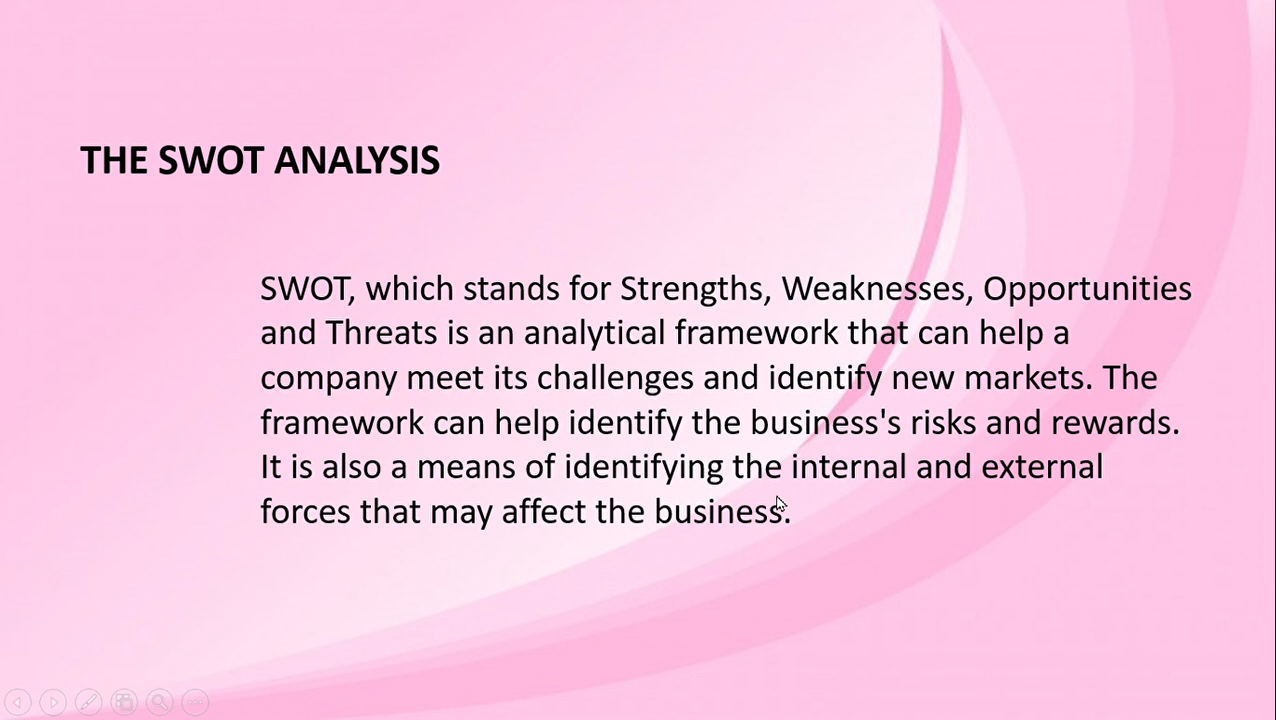 THE SWOT ANALYSIS
SWOT, which stands for Strengths, Weaknesses, Opportunities
and Threats is an analytical framework that can help a
company meet its challenges and identify new markets. The
framework can help identify the business's risks and rewards.
It is also a means of identifying the internal and external
forces that may affect the business.